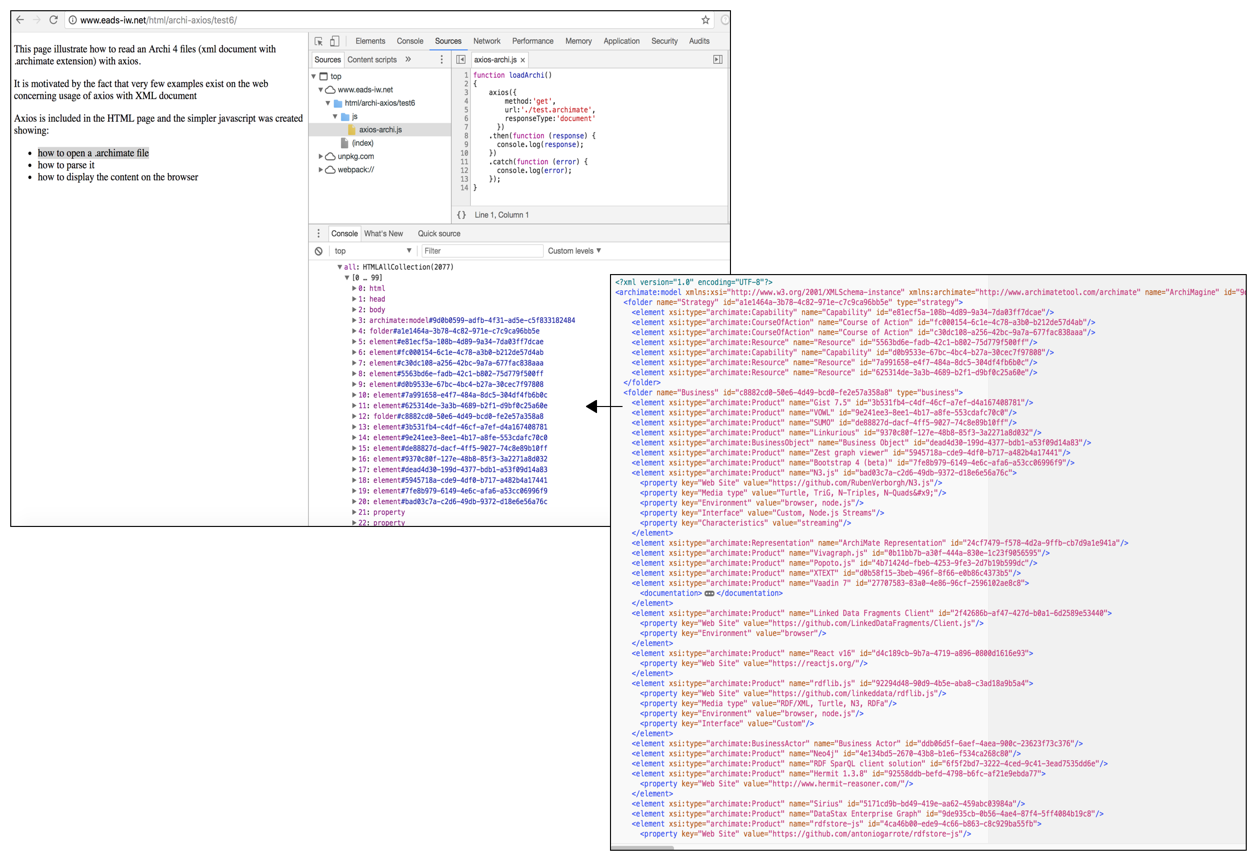 www.eads-iw.net/html/archi-axios/test6/
This page illustrate how to read an Archi 4 files (xml document with
.archimate extension) with axios.
It is motivated by the fact that very few examples exist on the web
concerning usage of axios with XML document
Axios is included in the HTML page and the simpler javascript was created
showing:
• how to open a .archimate file
• how to parse it
• how to display the content on the browser
Elements Console Sources Network Performance Memory Application Security Audits
Sources Content scripts »
top
www.eads-iw.net
html/archi-axios/test6
js
axios-archi.js
(index)
unpkg.com
webpack://
axios-archi.js ×
1 function loadArchi()
2 {
3 axios({
4 method:'get',
5 url:'./test.archimate',
6 responseType:'document'
7 })
8 .then(function (response) {
9 console.log(response);
10 })
11 .catch(function (error) {
12 console.log(error);
13 });
14 }
{} Line 1, Column 1
Console What's New Quick source
top Filter Custom levels
all: HTMLAllCollection(2077)
[0 … 99]
0: html
1: head
2: body
3: archimate:model#9d0b0599-adfb-4f31-ad5e-c5f833182484
4: folder#a1e1464a-3b78-4c82-971e-c7c9ca96bb5e
5: element#e81ecf5a-108b-4d89-9a34-7da03ff7dcae
6: element#fc000154-6c1e-4c78-a3b0-b212de57d4ab
7: element#c30dc108-a256-42bc-9a7a-677fac838aaa
8: element#5563bd6e-fadb-42c1-b802-75d779f500ff
9: element#d0b9533e-67bc-4bc4-b27a-30cec7f97808
10: element#7a991658-e4f7-484a-8dc5-304df4fb6b0c
11: element#625314de-3a3b-4689-b2f1-d9bf0c25a60e
12: folder#c8882cd0-50e6-4d49-bcd0-fe2e57a358a8
13: element#3b531fb4-c4df-46cf-a7ef-d4a167408781
14: element#9e241ee3-8ee1-4b17-a8fe-553cdafc70c0
15: element#de88827d-dacf-4ff5-9027-74c8e89b10ff
16: element#9370c80f-127e-48b8-85f3-3a2271a8d032
17: element#dead4d30-199d-4377-bdb1-a53f09d14a83
18: element#5945718a-cde9-4df0-b717-a482b4a17441
19: element#7fe8b979-6149-4e6c-afa6-a53cc06996f9
20: element#bad03c7a-c2d6-49db-9372-d18e6e56a76c
21: property
22: property
<?xml version="1.0" encoding="UTF-8"?>
<archimate:model xmlns:xsi="http://www.w3.org/2001/XMLSchema-instance" xmlns:archimate="http://www.archimatetool.com/archimate" name="ArchiMagine" id="9
<folder name="Strategy" id="a1e1464a-3b78-4c82-971e-c7c9ca96bb5e" type="strategy">
<element xsi:type="archimate:Capability" name="Capability" id="e81ecf5a-108b-4d89-9a34-7da03ff7dcae"/>
<element xsi:type="archimate:CourseOfAction" name="Course of Action" id="fc000154-6c1e-4c78-a3b0-b212de57d4ab"/>
<element xsi:type="archimate:CourseOfAction" name="Course of Action" id="c30dc108-a256-42bc-9a7a-677fac838aaa"/>
<element xsi:type="archimate:Resource" name="Resource" id="5563bd6e-fadb-42c1-b802-75d779f500ff"/>
<element xsi:type="archimate:Capability" name="Capability" id="d0b9533e-67bc-4bc4-b27a-30cec7f97808"/>
<element xsi:type="archimate:Resource" name="Resource" id="7a991658-e4f7-484a-8dc5-304df4fb6b0c"/>
<element xsi:type="archimate:Resource" name="Resource" id="625314de-3a3b-4689-b2f1-d9bf0c25a60e"/>
</folder>
<folder name="Business" id="c8882cd0-50e6-4d49-bcd0-fe2e57a358a8" type="business">
<element xsi:type="archimate:Product" name="Gist 7.5" id="3b531fb4-c4df-46cf-a7ef-d4a167408781"/>
<element xsi:type="archimate:Product" name="VOWL" id="9e241ee3-8ee1-4b17-a8fe-553cdafc70c0"/>
<element xsi:type="archimate:Product" name="SUMO" id="de88827d-dacf-4ff5-9027-74c8e89b10ff"/>
<element xsi:type="archimate:Product" name="Linkurious" id="9370c80f-127e-48b8-85f3-3a2271a8d032"/>
<element xsi:type="archimate:BusinessObject" name="Business Object" id="dead4d30-199d-4377-bdb1-a53f09d14a83"/>
<element xsi:type="archimate:Product" name="Zest graph viewer" id="5945718a-cde9-4df0-b717-a482b4a17441"/>
<element xsi:type="archimate:Product" name="Bootstrap 4 (beta)" id="7fe8b979-6149-4e6c-afa6-a53cc06996f9"/>
<element xsi:type="archimate:Product" name="N3.js" id="bad03c7a-c2d6-49db-9372-d18e6e56a76c">
<property key="Web Site" value="https://github.com/RubenVerborgh/N3.js"/>
<property key="Media type" value="Turtle, TriG, N-Triples, N-Quads&#x9;"/>
<property key="Environment" value="browser, node.js"/>
<property key="Interface" value="Custom, Node.js Streams"/>
<property key="Characteristics" value="streaming"/>
</element>
<element xsi:type="archimate:Representation" name="ArchiMate Representation" id="24cf7479-f578-4d2a-9ffb-cb7d9a1e941a"/>
<element xsi:type="archimate:Product" name="Vivagraph.js" id="0b11bb7b-a30f-444a-830e-1c23f9056595"/>
<element xsi:type="archimate:Product" name="Popoto.js" id="4b71424d-fbeb-4253-9fe3-2d7b19b599dc"/>
<element xsi:type="archimate:Product" name="XTEXT" id="d0b58f15-3beb-496f-8f66-e0b86c4373b5"/>
<element xsi:type="archimate:Product" name="Vaadin 7" id="27707583-83a0-4e86-96cf-2596102ae8c8">
<documentation> </documentation>
</element>
<element xsi:type="archimate:Product" name="Linked Data Fragments Client" id="2f42686b-af47-427d-b0a1-6d2589e53440">
<property key="Web Site" value="https://github.com/LinkedDataFragments/Client.js"/>
<property key="Environment" value="browser"/>
</element>
<element xsi:type="archimate:Product" name="React v16" id="d4c189cb-9b7a-4719-a896-0800d1616e93">
<property key="Web Site" value="https://reactjs.org/"/>
</element>
<element xsi:type="archimate:Product" name="rdflib.js" id="92294d48-90d9-4b5e-aba8-c3ad18a9b5a4">
<property key="Web Site" value="https://github.com/linkeddata/rdflib.js"/>
<property key="Media type" value="RDF/XML, Turtle, N3, RDFa"/>
<property key="Environment" value="browser, node.js"/>
<property key="Interface" value="Custom"/>
</element>
<element xsi:type="archimate:BusinessActor" name="Business Actor" id="ddb06d5f-6aef-4aea-900c-23623f73c376"/>
<element xsi:type="archimate:Product" name="Neo4j" id="4e134bd5-2670-43b8-b1e6-f534ca268c80"/>
<element xsi:type="archimate:Product" name="RDF SparQL client solution" id="6f5f2bd7-3222-4ced-9c41-3ead7535dd6e"/>
<element xsi:type="archimate:Product" name="Hermit 1.3.8" id="92558ddb-befd-4798-b6fc-af21e9ebda77">
<property key="Web Site" value="http://www.hermit-reasoner.com/"/>
</element>
<element xsi:type="archimate:Product" name="Sirius" id="5171cd9b-bd49-419e-aa62-459abc03984a"/>
<element xsi:type="archimate:Product" name="DataStax Enterprise Graph" id="9de935cb-0b56-4ae4-87f4-5ff4084b19c8"/>
<element xsi:type="archimate:Product" name="rdfstore-js" id="4ca46b00-ede9-4c66-b863-c8c929ba55fb">
<property key="Web Site" value="https://github.com/antoniogarrote/rdfstore-js"/>